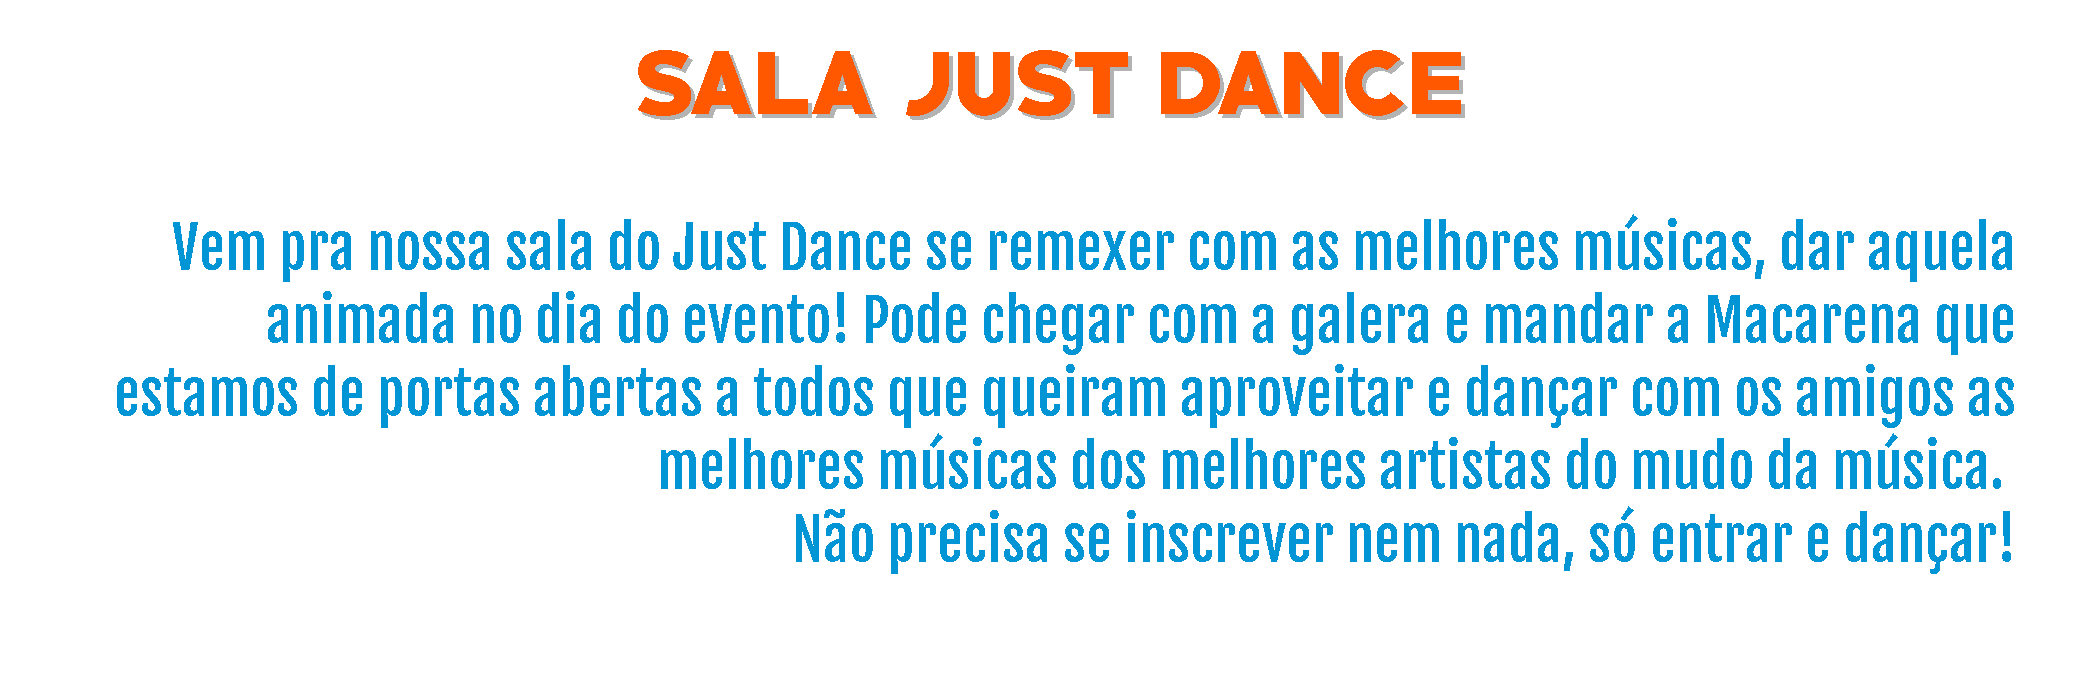 SALA JUST DANCE
Vem pra nossa sala do Just Dance se remexer com as melhores músicas, dar aquela
animada no dia do evento! Pode chegar com a galera e mandar a Macarena que
estamos de portas abertas a todos que queiram aproveitar e dançar com os amigos as
melhores músicas dos melhores artistas do mudo da música.
Não precisa se inscrever nem nada, só entrar e dançar!